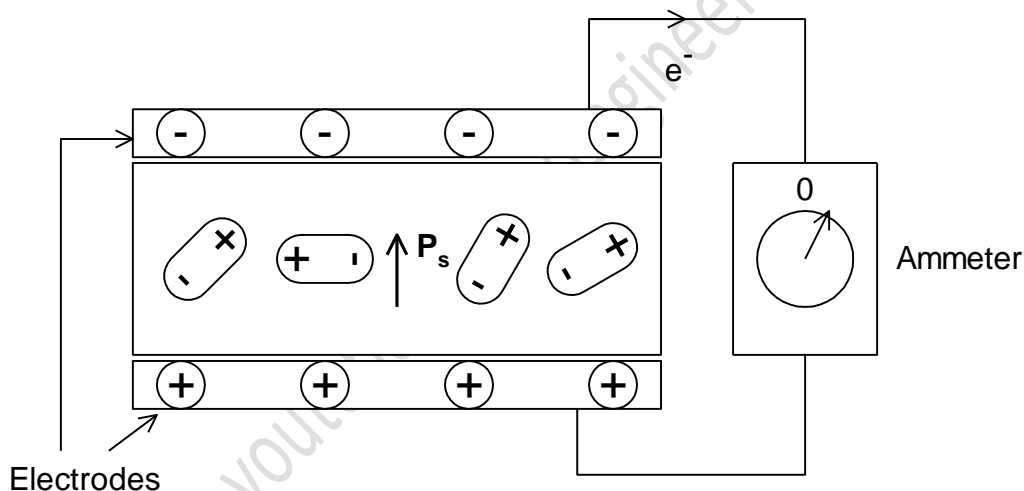 e-
- - - -
0
+ - + - Ps + - + -
Ammeter
+ + + +
Electrodes